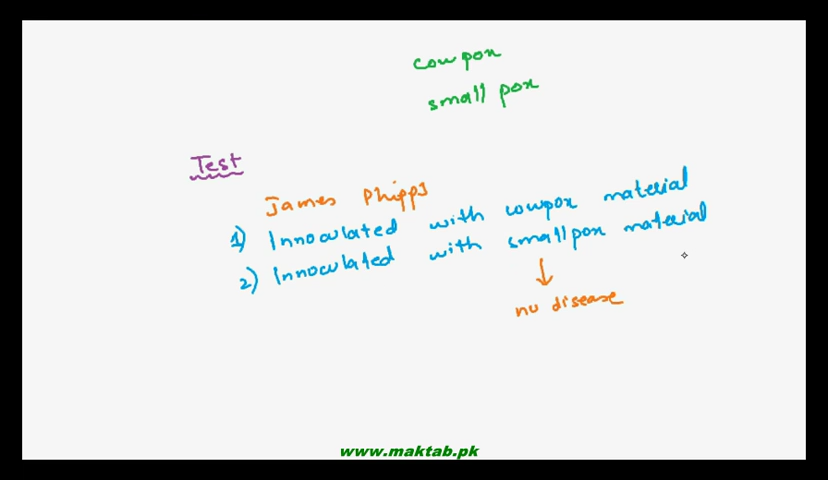 cowpox
small pox
Test
James Phipps
1) Innoculated with cowpox material
2) Innoculated with smallpox material
no disease
www.maktab.pk